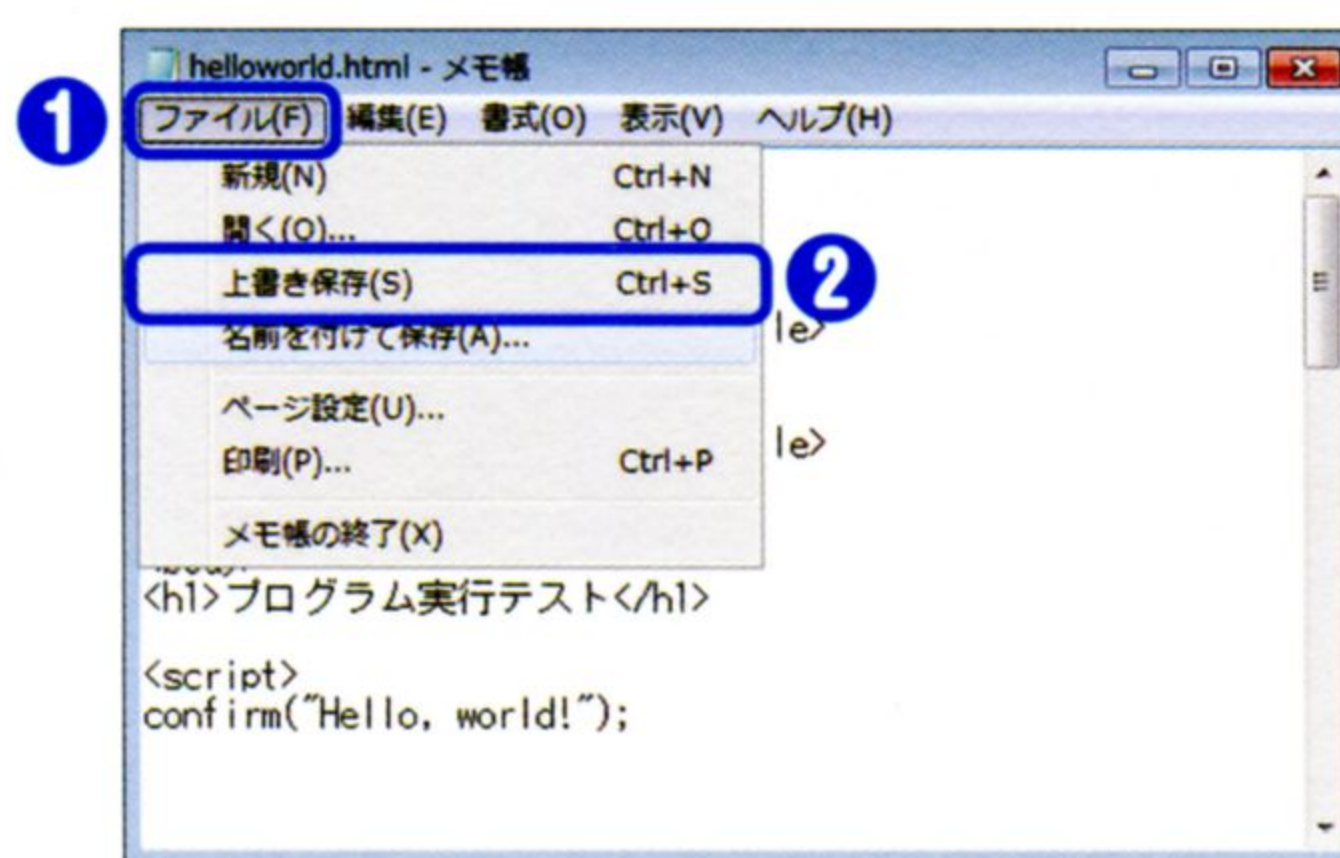 helloworld.html - メモ帳
1
ファイル(F) 編集(E) 書式(O) 表示(V) ヘルプ(H)
新規(N) Ctrl+N
開く(O)... Ctrl+O
上書き保存(S) Ctrl+S
2
名前を付けて保存(A)...
le>
ページ設定(U)...
le>
印刷(P)... Ctrl+P
メモ帳の終了(X)
<h1>プログラム実行テスト</h1>
<script>
confirm("Hello, world!");